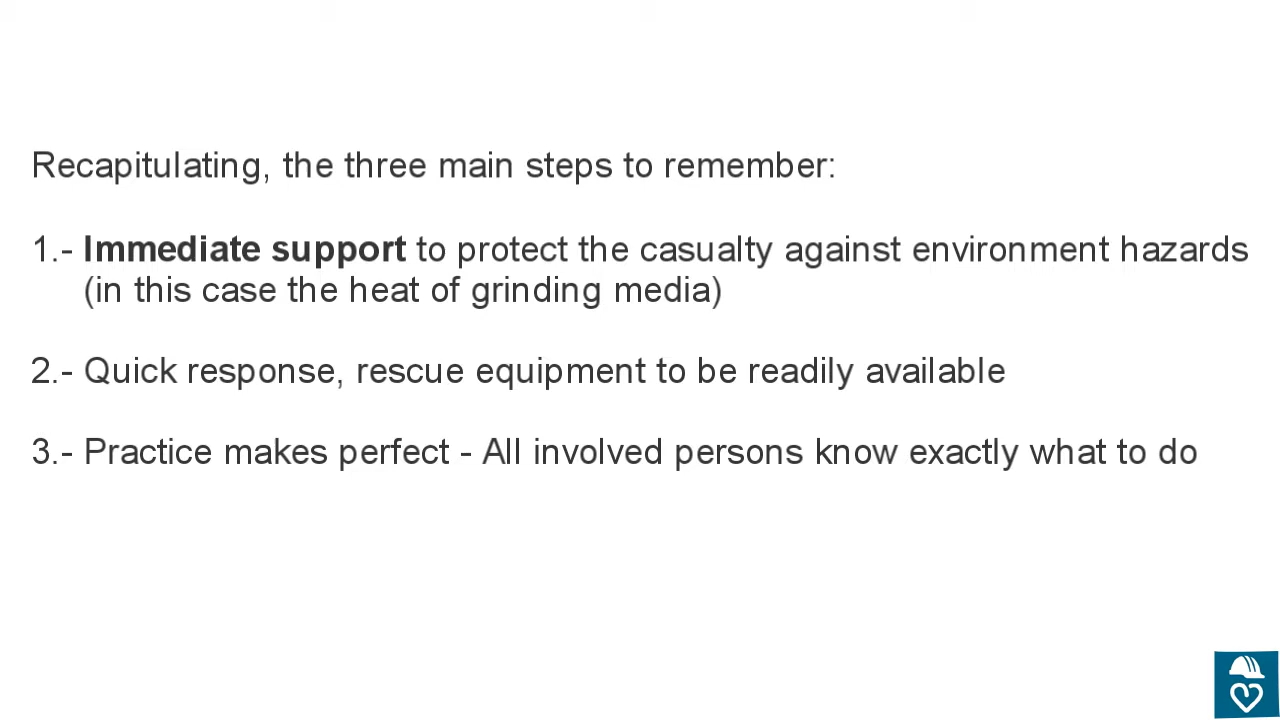 Recapitulating, the three main steps to remember:
1.- Immediate support to protect the casualty against environment hazards
(in this case the heat of grinding media)
2.- Quick response, rescue equipment to be readily available
3.- Practice makes perfect - All involved persons know exactly what to do